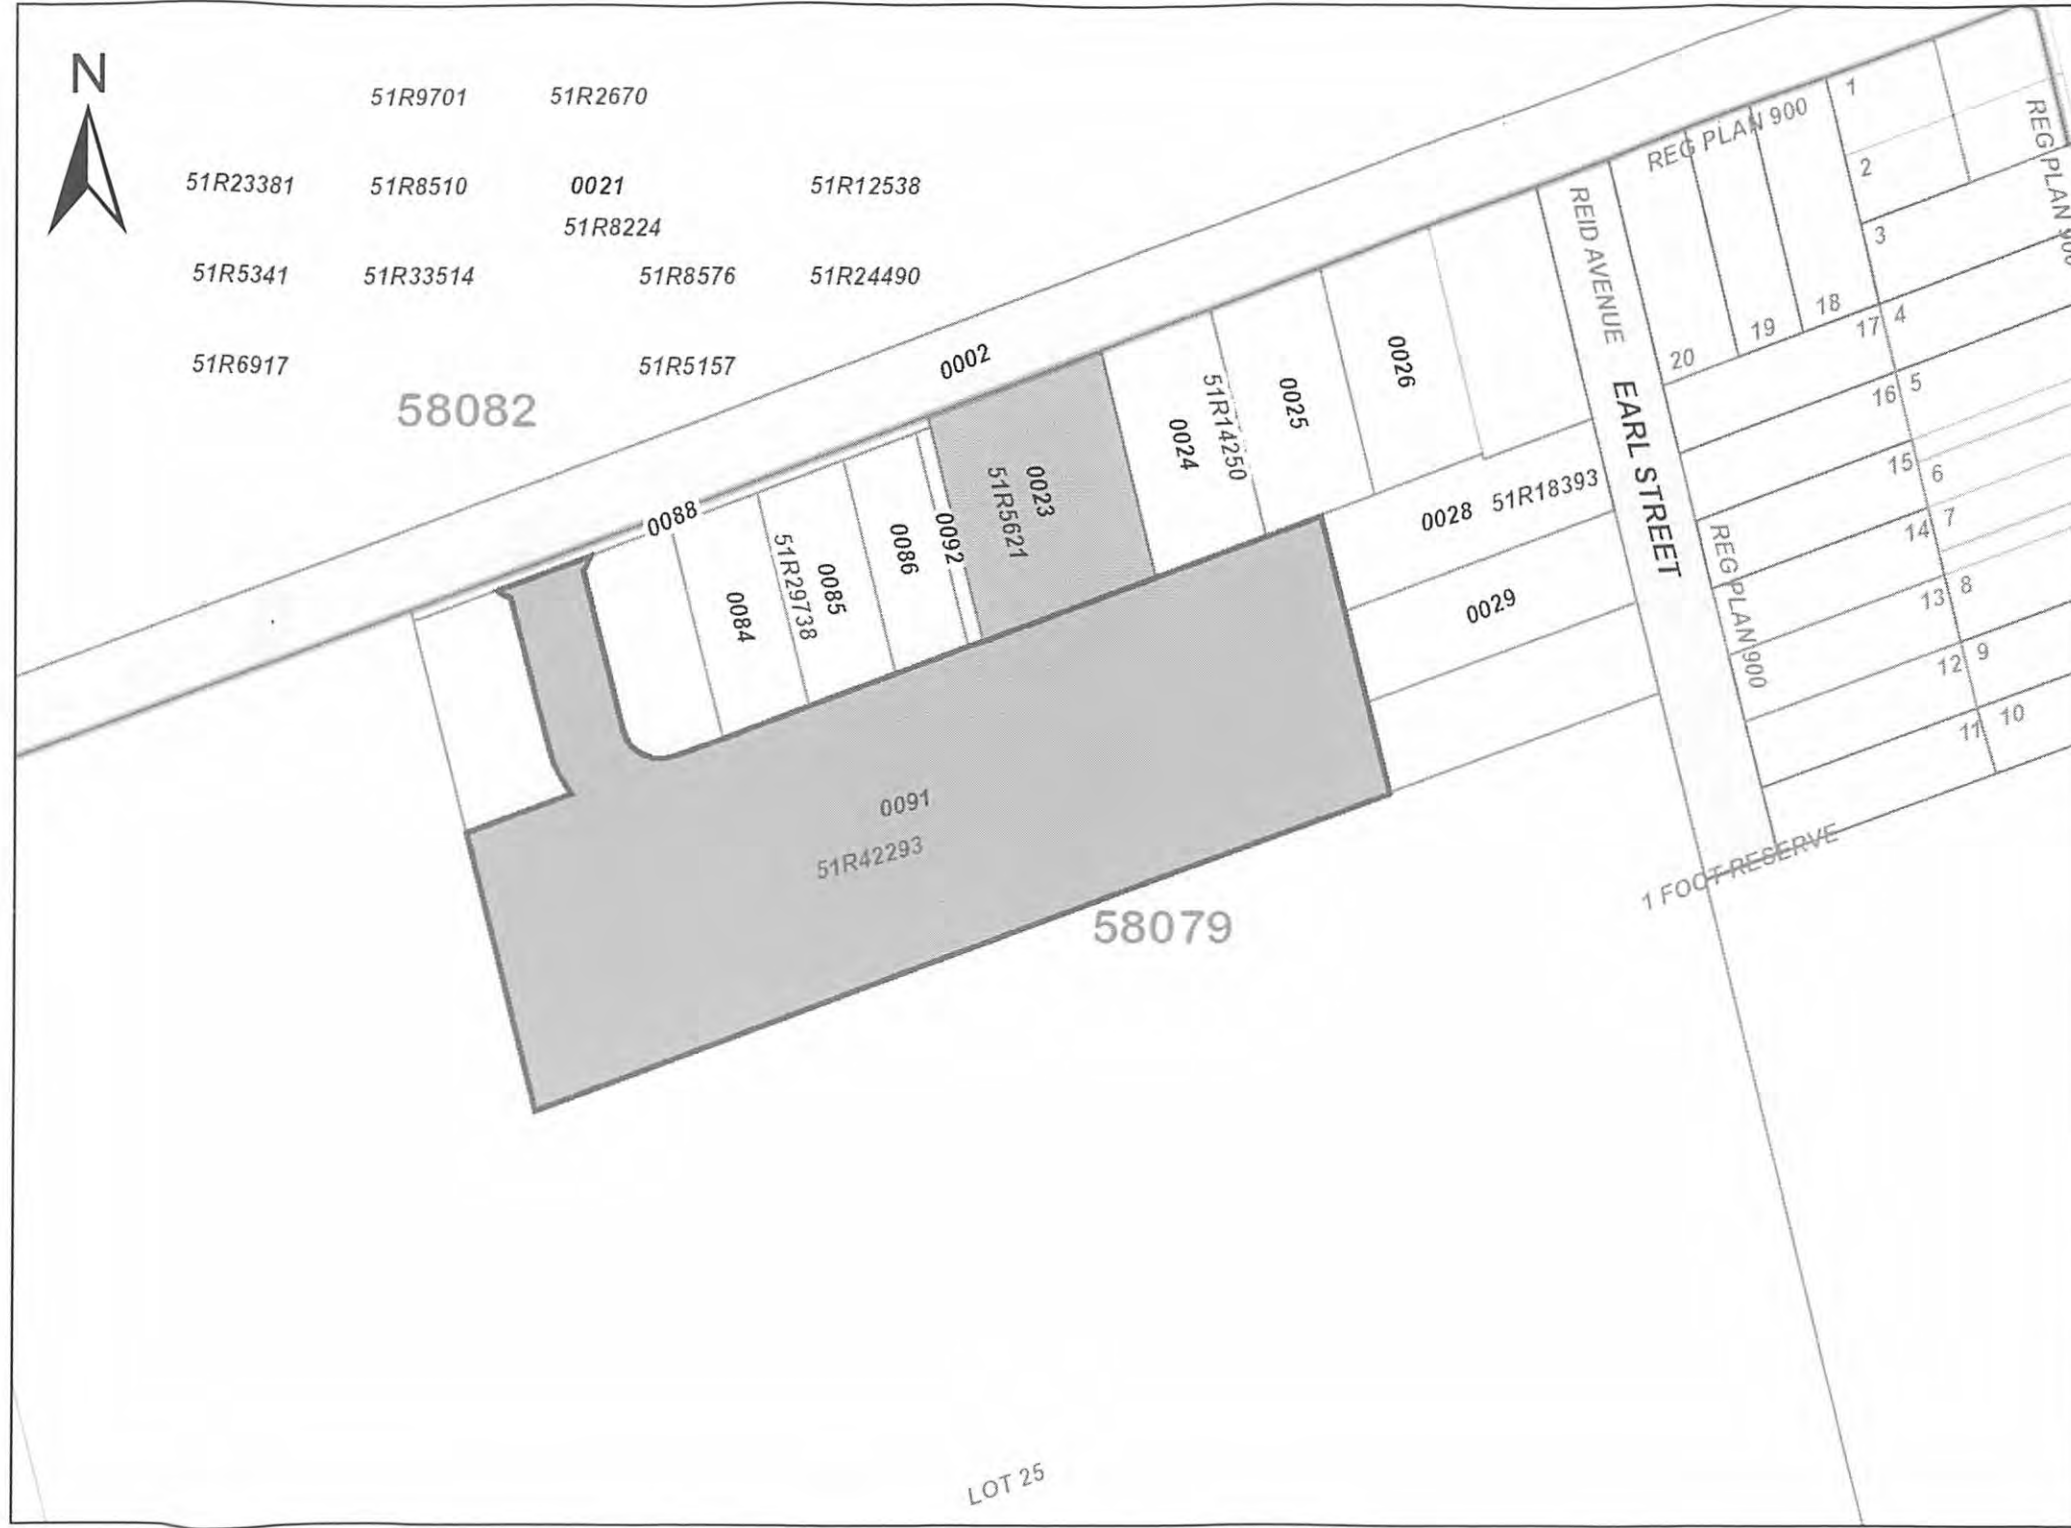 N
51R9701 51R2670
51R23381 51R8510 0021 51R12538
51R8224
51R5341 51R33514 51R8576 51R24490
51R6917 51R5157
58082
0002
0088
0084
0085
51R29738
0086
0092
0023
51R5621
0024
51R14250
0025
0026
0028 51R18393
0029
0091
51R42293
58079
REID AVENUE
EARL STREET
REG PLAN 900
REG PLAN 900
REG PLAN 900
1
2
3
4
5
6
7
8
9
10
11
12
13
14
15
16
17
18
19
20
1 FOOT RESERVE
LOT 25